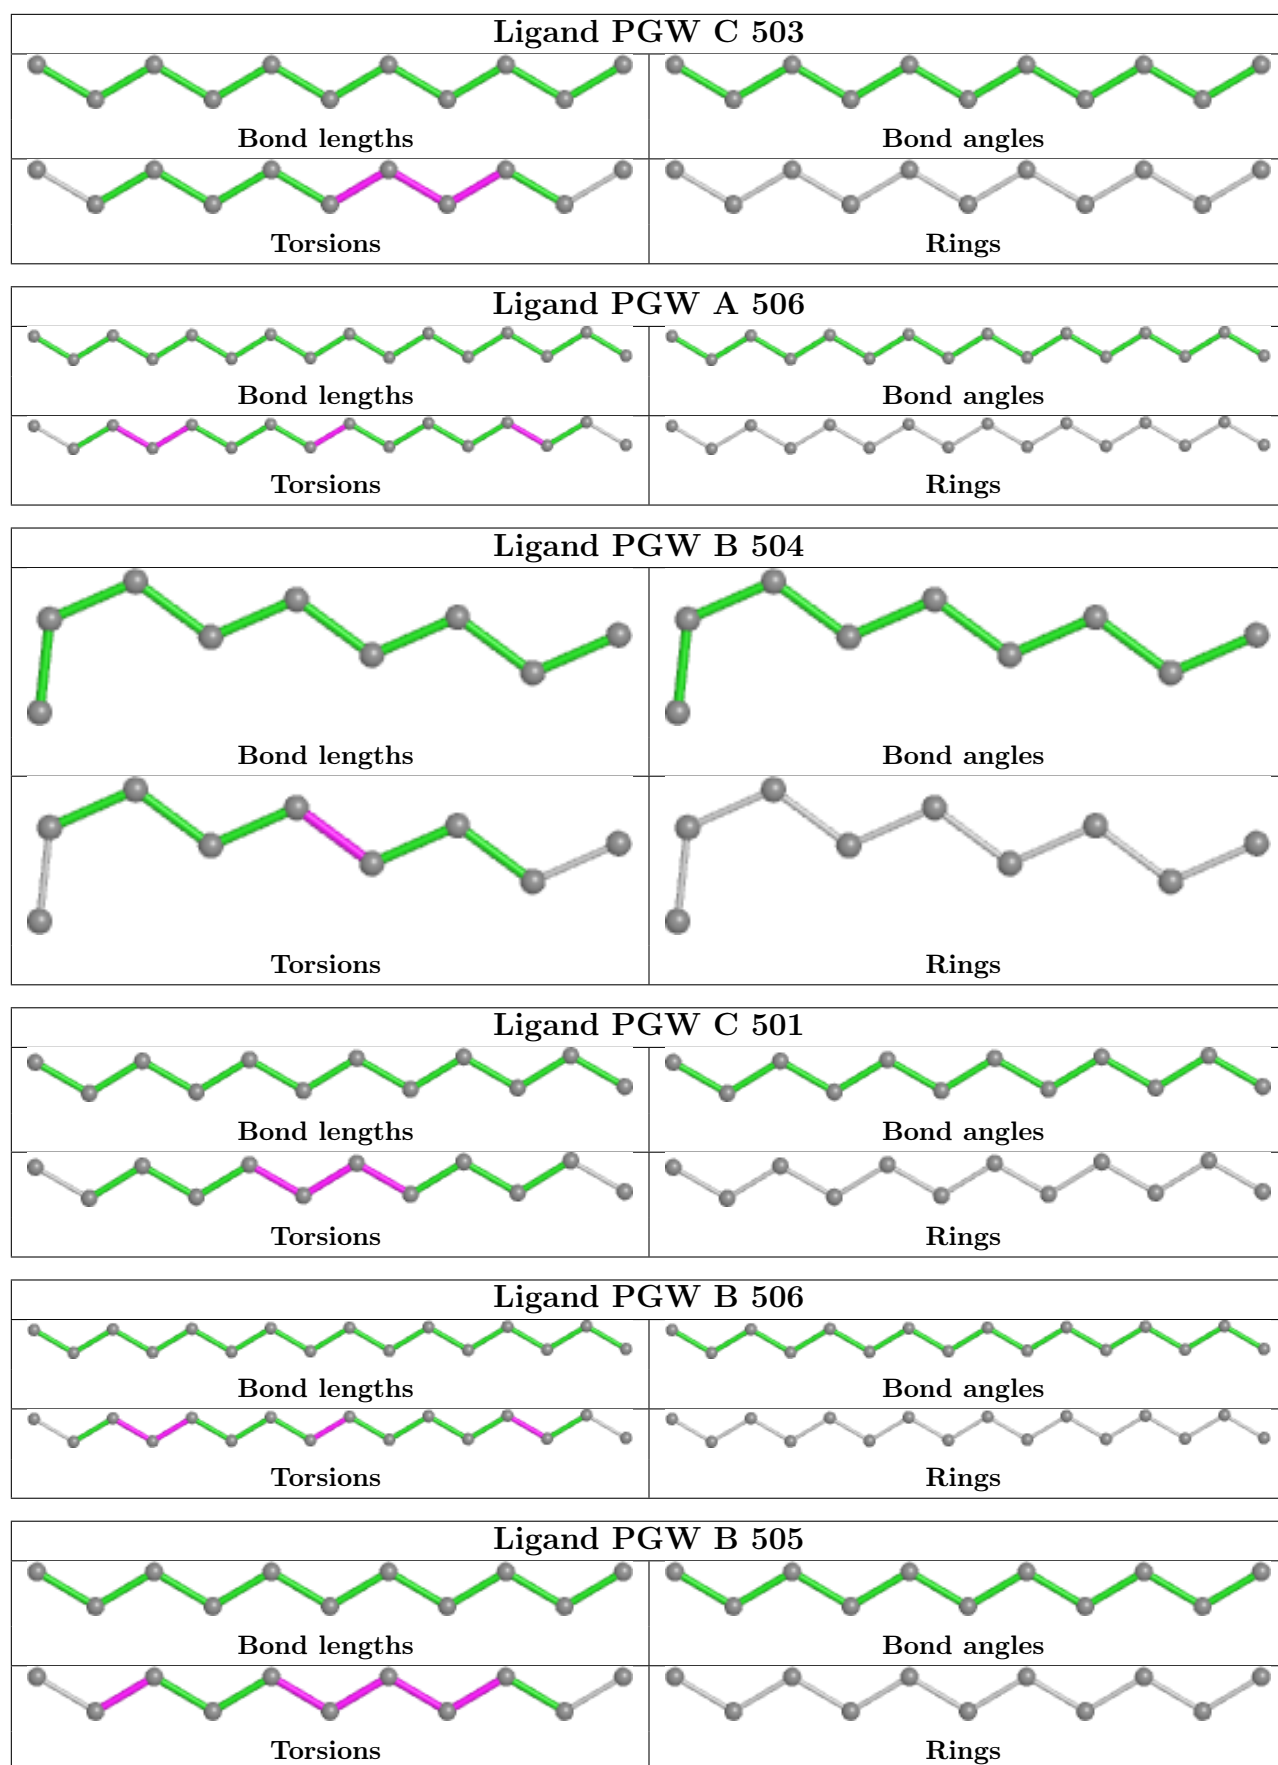 Ligand PGW C 503
Bond lengths
Bond angles
Torsions
Rings
Ligand PGW A 506
Bond lengths
Bond angles
Torsions
Rings
Ligand PGW B 504
Bond lengths
Bond angles
Torsions
Rings
Ligand PGW C 501
Bond lengths
Bond angles
Torsions
Rings
Ligand PGW B 506
Bond lengths
Bond angles
Torsions
Rings
Ligand PGW B 505
Bond lengths
Bond angles
Torsions
Rings